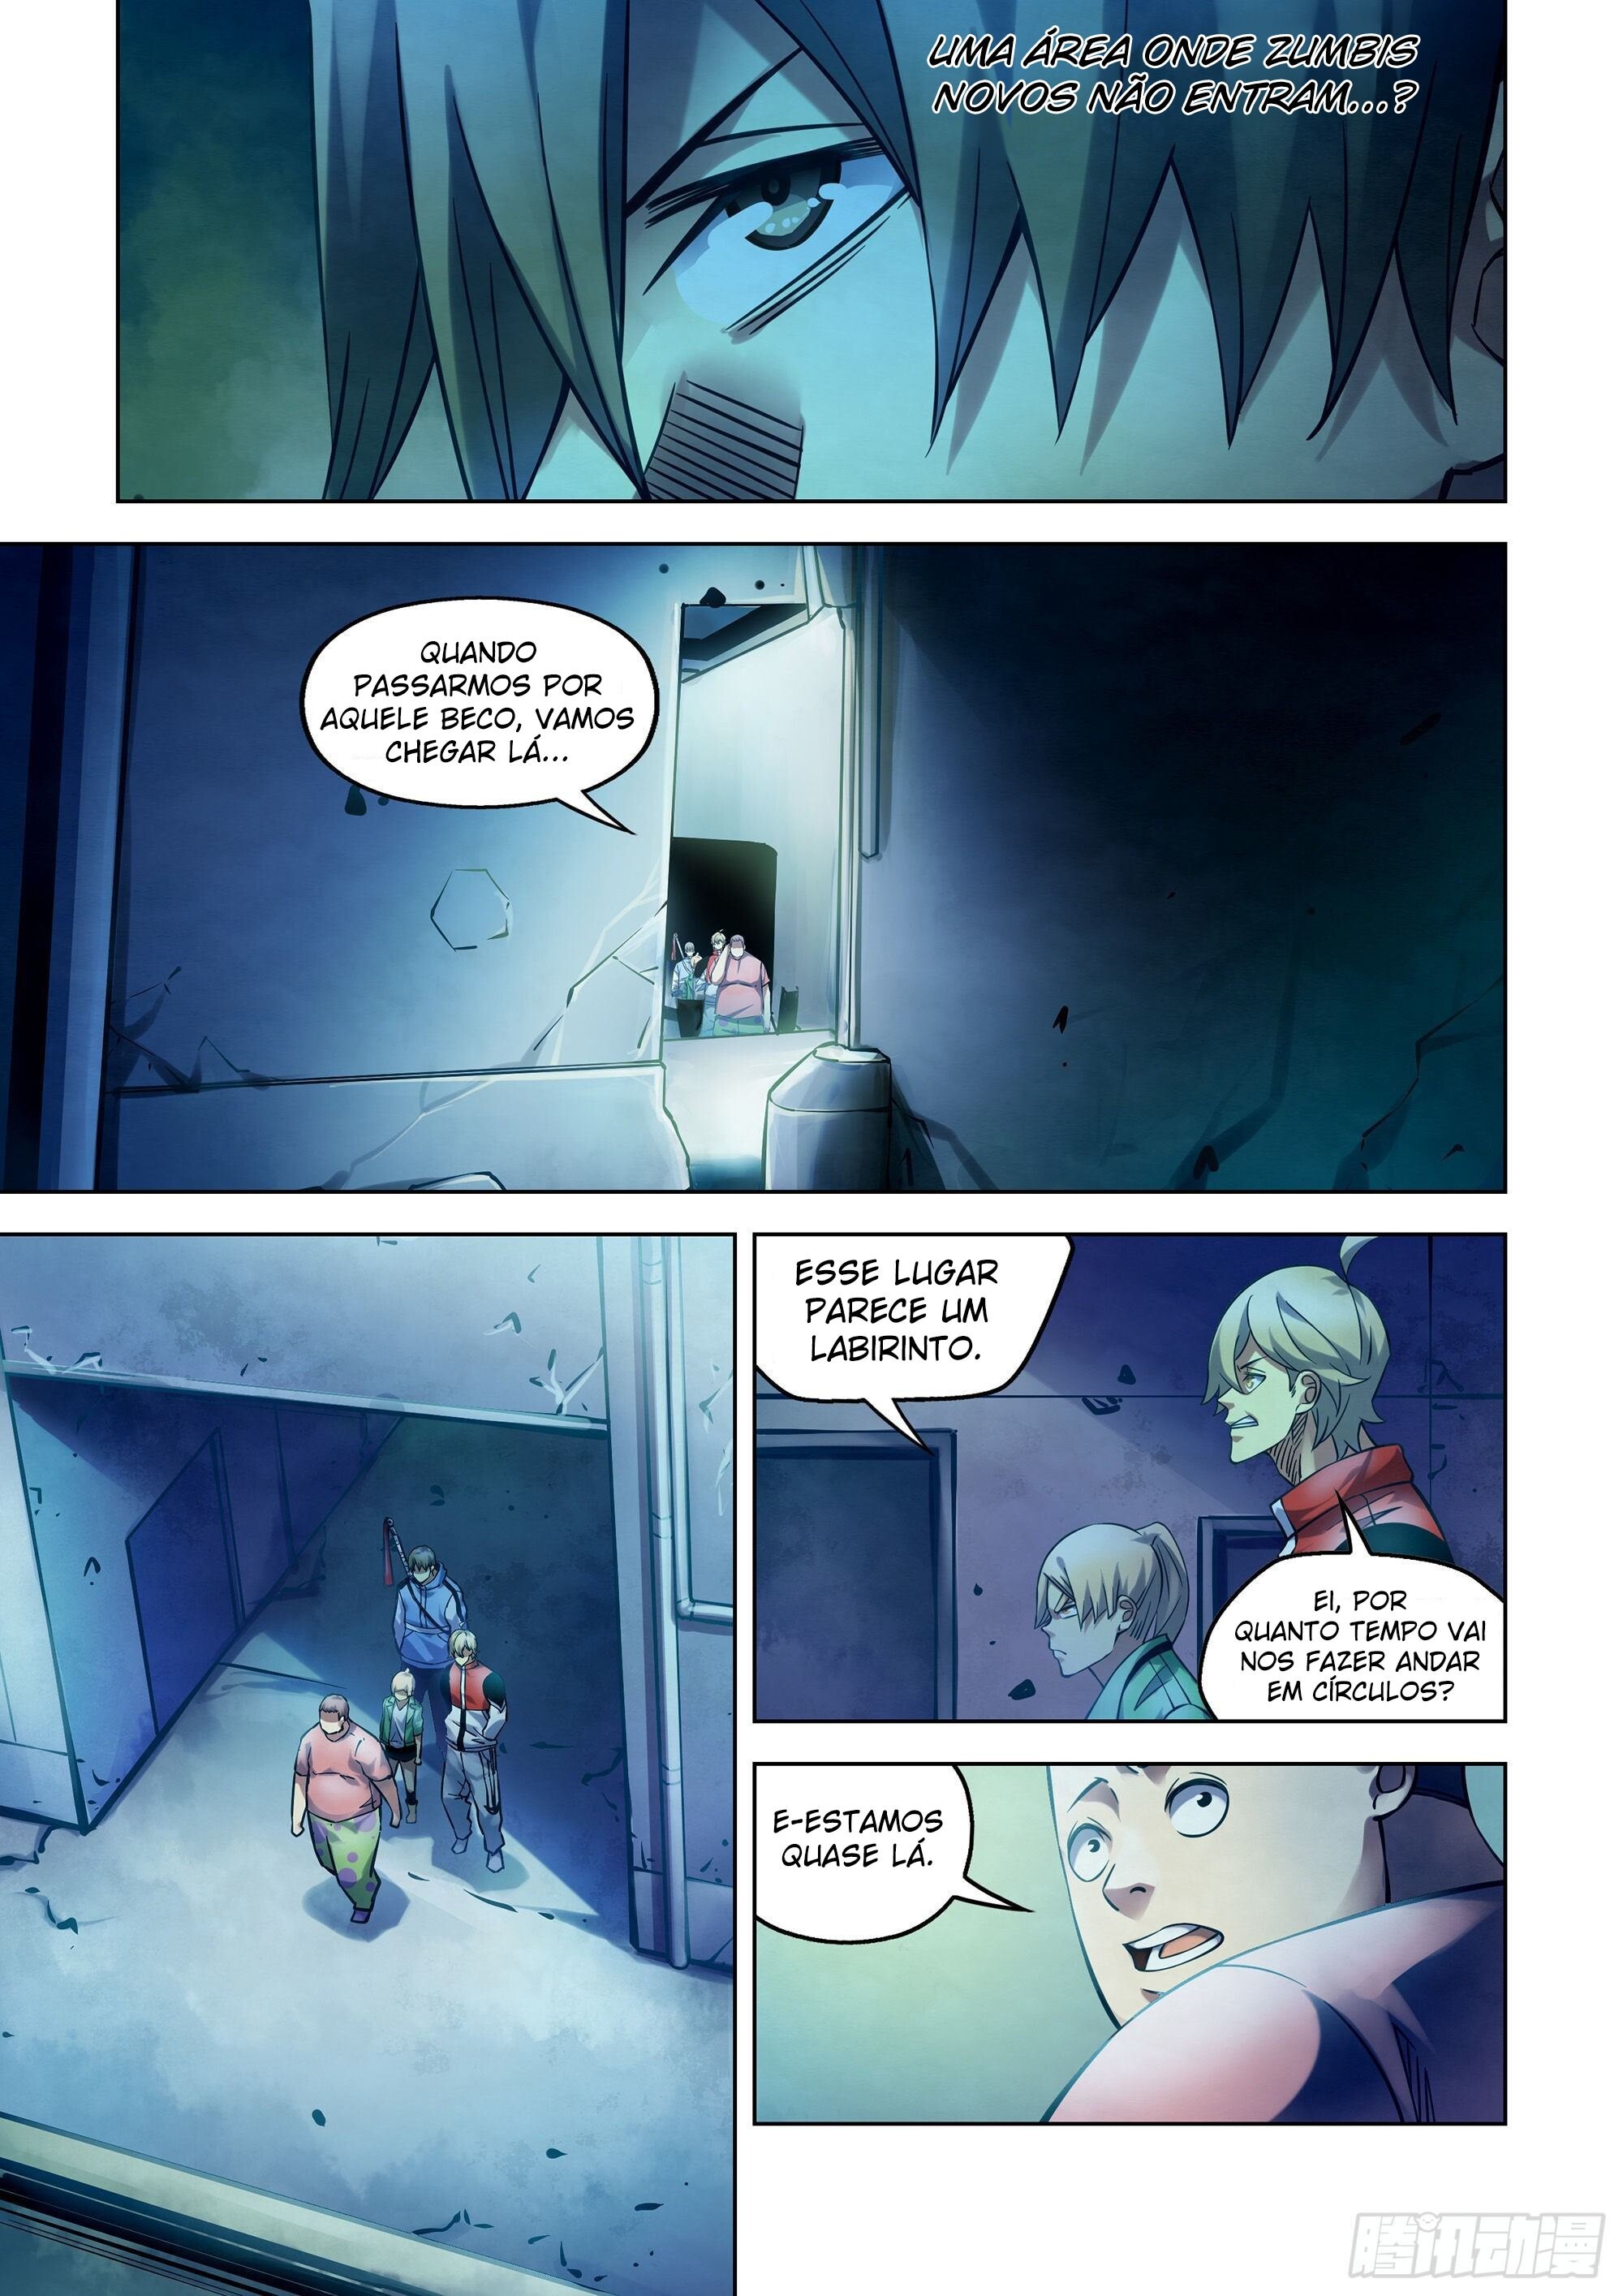 UMA ÁREA ONDE ZUMBIS
NOVOS NÃO ENTRAM...?
QUANDO
PASSARMOS POR
AQUELE BECO, VAMOS
CHEGAR LÁ...
ESSE LUGAR
PARECE UM
LABIRINTO.
EI, POR
QUANTO TEMPO VAI
NOS FAZER ANDAR
EM CÍRCULOS?
E-ESTAMOS
QUASE LÁ.
腾讯动漫